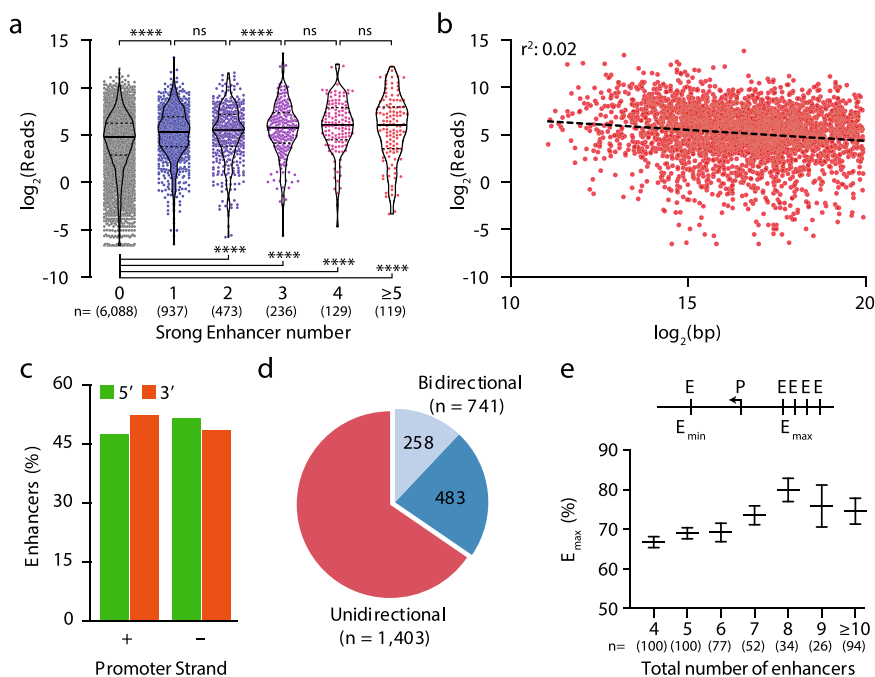 a
**** ns **** ns ns
15
10
5
0
-5
-10
log2(Reads)
**** **** **** ****
0 1 2 3 4 ≥5
n= (6,088) (937) (473) (236) (129) (119)
Srong Enhancer number
b
r2: 0.02
15
10
5
0
-5
-10
log2(Reads)
10 15 20
log2(bp)
c
5′ 3′
60
45
30
15
0
Enhancers (%)
+ −
Promoter Strand
d
Bidirectional
(n = 741)
258
483
Unidirectional
(n = 1,403)
e
E P EEE E
Emin Emax
90
80
70
60
50
Emax (%)
4 5 6 7 8 9 ≥10
n= (100) (100) (77) (52) (34) (26) (94)
Total number of enhancers